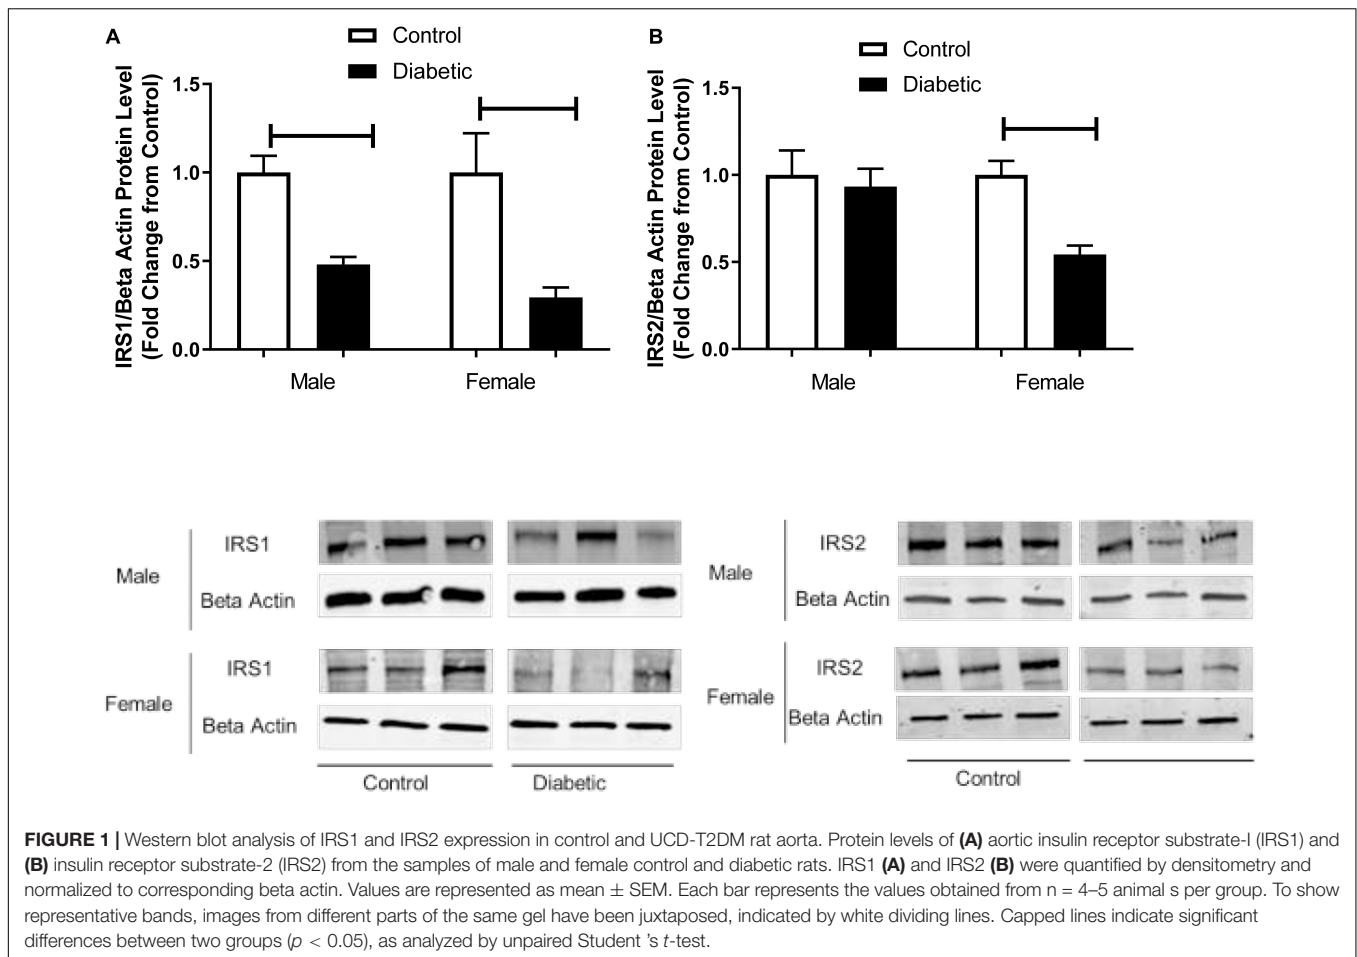 A
Control
Diabetic
IRS1/Beta Actin Protein Level
(Fold Change from Control)
1.5
1.0
0.5
0.0
Male
Female
B
Control
Diabetic
IRS2/Beta Actin Protein Level
(Fold Change from Control)
1.5
1.0
0.5
0.0
Male
Female
Male
IRS1
Beta Actin
Female
IRS1
Beta Actin
Control
Diabetic
Male
IRS2
Beta Actin
Female
IRS2
Beta Actin
Control
FIGURE 1 | Western blot analysis of IRS1 and IRS2 expression in control and UCD-T2DM rat aorta. Protein levels of (A) aortic insulin receptor substrate-I (IRS1) and
(B) insulin receptor substrate-2 (IRS2) from the samples of male and female control and diabetic rats. IRS1 (A) and IRS2 (B) were quantified by densitometry and
normalized to corresponding beta actin. Values are represented as mean ± SEM. Each bar represents the values obtained from n = 4–5 animal s per group. To show
representative bands, images from different parts of the same gel have been juxtaposed, indicated by white dividing lines. Capped lines indicate significant
differences between two groups (p < 0.05), as analyzed by unpaired Student 's t-test.